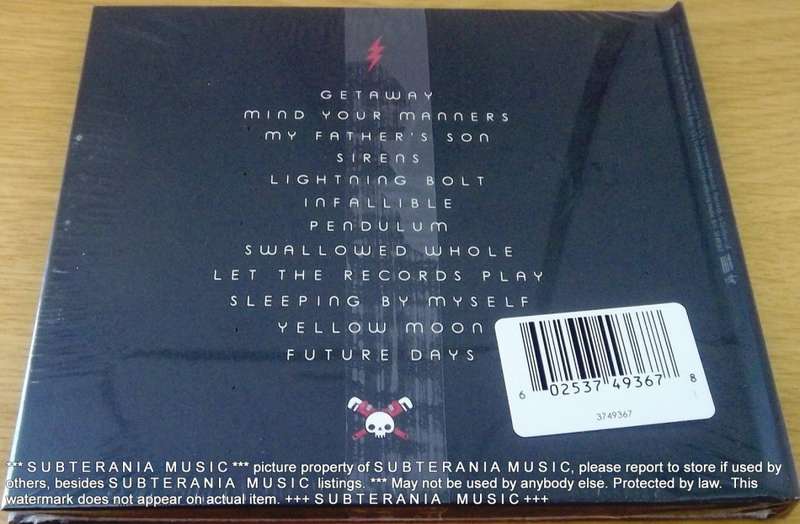 GETAWAY
MIND YOUR MANNERS
MY FATHER'S SON
SIRENS
LIGHTNING BOLT
INFALLIBLE
PENDULUM
SWALLOWED WHOLE
LET THE RECORDS PLAY
SLEEPING BY MYSELF
YELLOW MOON
FUTURE DAYS
6 02537 49367 8
3749367
*** SUBTERANIA MUSIC *** picture property of SUBTERANIA MUSIC, please report to store if used by
others, besides SUBTERANIA MUSIC listings. *** May not be used by anybody else. Protected by law. This
watermark does not appear on actual item. +++ SUBTERANIA MUSIC +++